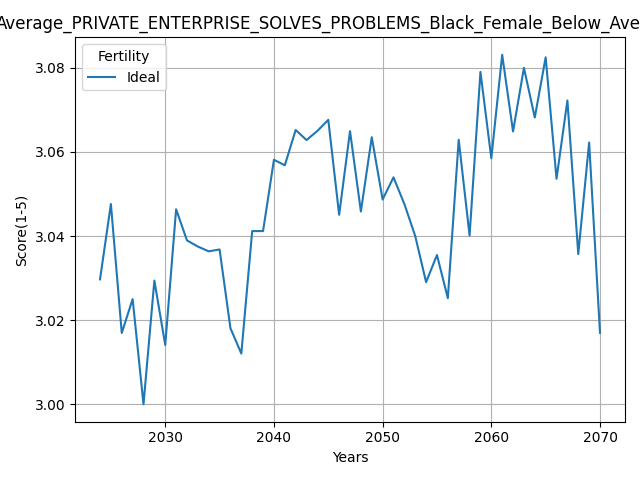 Average_PRIVATE_ENTERPRISE_SOLVES_PROBLEMS_Black_Female_Below_Ave
Fertility
Ideal
3.08
3.06
3.04
3.02
3.00
Score(1-5)
2030 2040 2050 2060 2070
Years